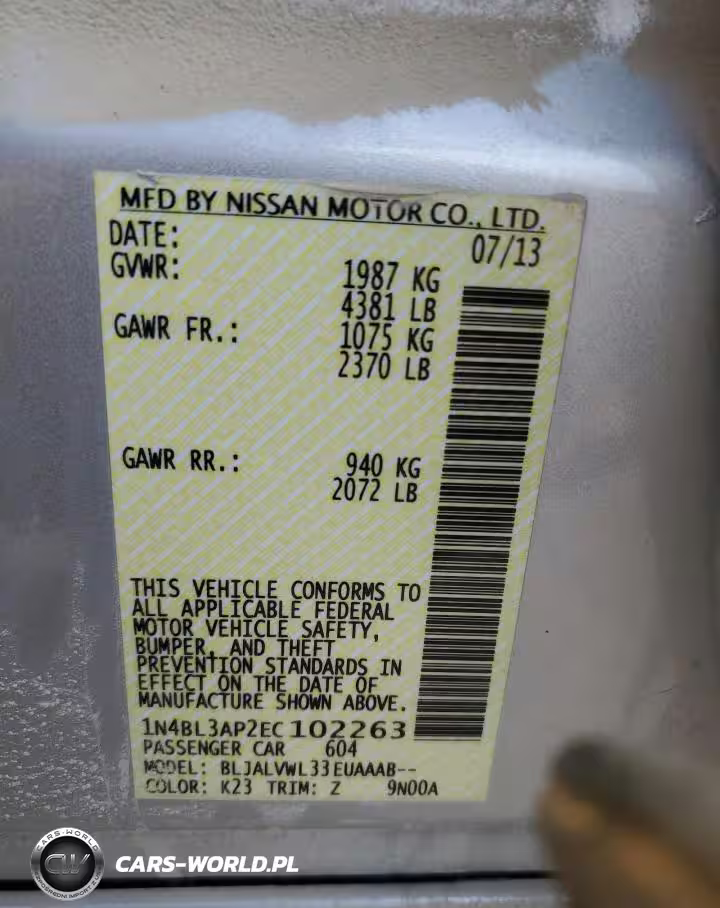 MFD BY NISSAN MOTOR CO., LTD.
DATE: 07/13
GVWR: 1987 KG
4381 LB
GAWR FR.: 1075 KG
2370 LB
GAWR RR.: 940 KG
2072 LB
THIS VEHICLE CONFORMS TO
ALL APPLICABLE FEDERAL
MOTOR VEHICLE SAFETY,
BUMPER, AND THEFT
PREVENTION STANDARDS IN
EFFECT ON THE DATE OF
MANUFACTURE SHOWN ABOVE.
1N4BL3AP2EC102263
PASSENGER CAR 604
MODEL: BLJALVWL33EUAAAB--
COLOR: K23 TRIM: Z 9N00A
CARS-WORLD
CW
CARS-WORLD.PL